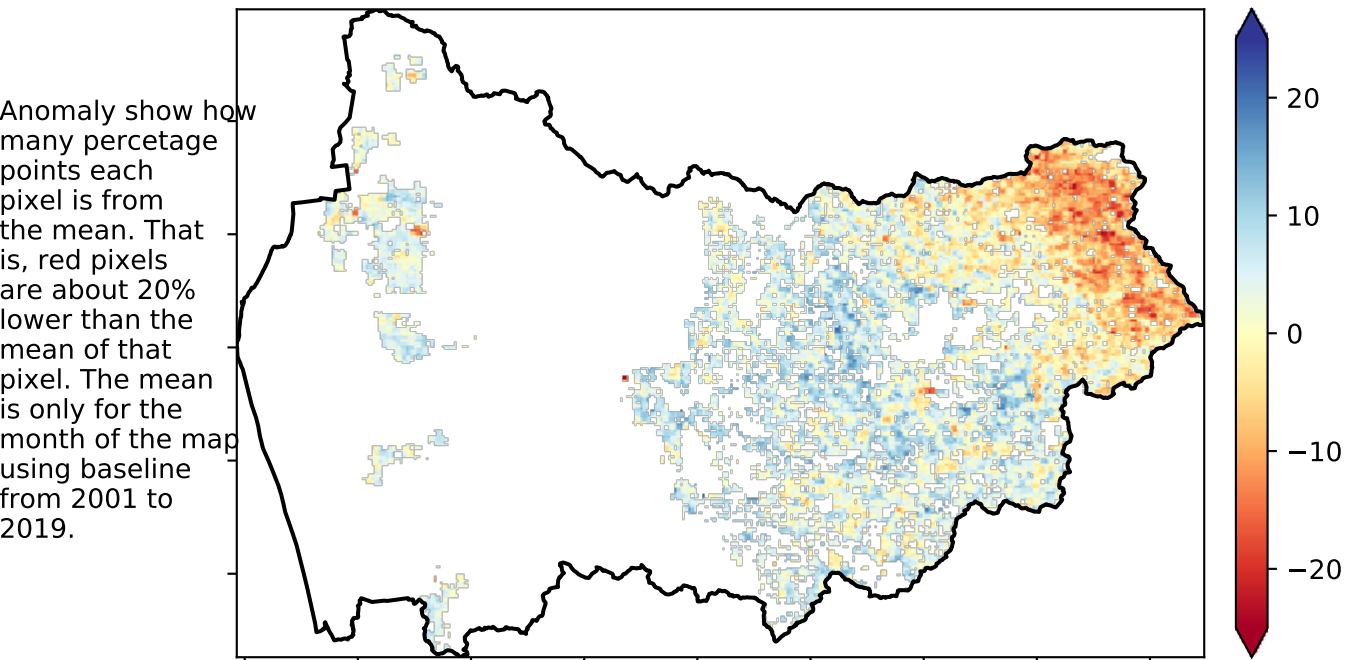 Anomaly show how
many percetage
points each
pixel is from
the mean. That
is, red pixels
are about 20%
lower than the
mean of that
pixel. The mean
is only for the
month of the map
using baseline
from 2001 to
2019.
20
10
0
−10
−20